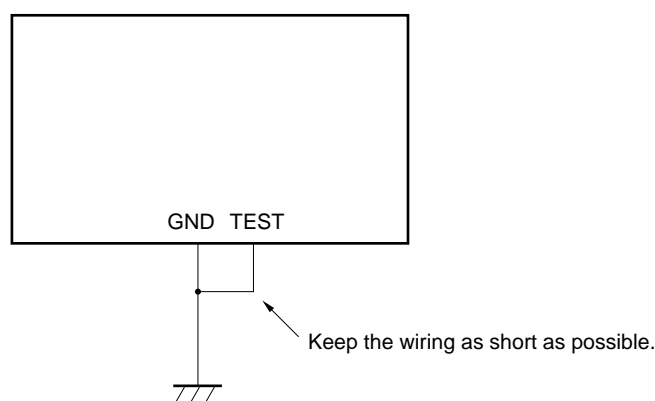 GND TEST
Keep the wiring as short as possible.